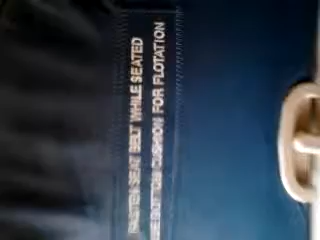 FASTEN SEAT BELT WHILE SEATED
USE BOTTOM CUSHION FOR FLOTATION